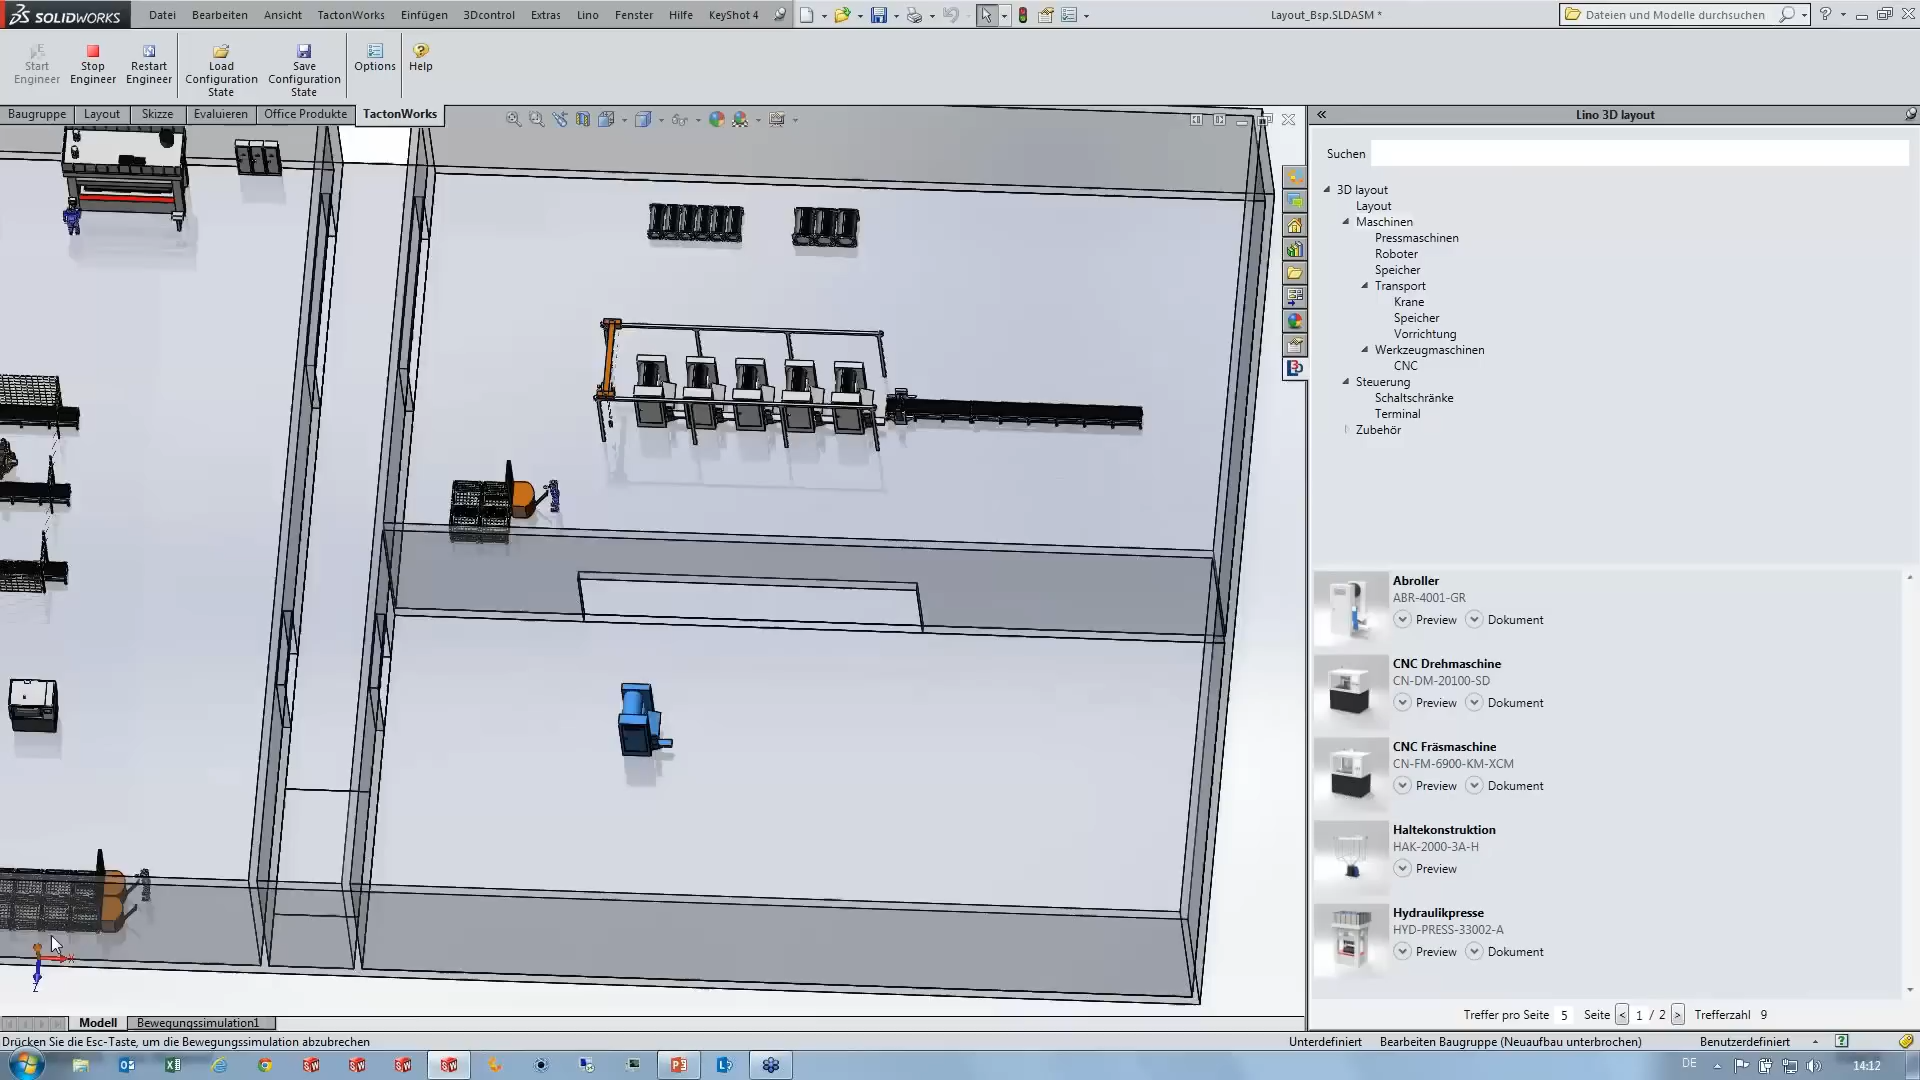 SOLIDWORKS
Datei Bearbeiten Ansicht TactonWorks Einfügen 3Dcontrol Extras Lino Fenster Hilfe KeyShot 4
Layout_Bsp.SLDASM *
Dateien und Modelle durchsuchen
Start Engineer
Stop Engineer
Restart Engineer
Load Configuration State
Save Configuration State
Options
Help
Baugruppe Layout Skizze Evaluieren Office Produkte TactonWorks
Lino 3D layout
Suchen
3D layout
Layout
Maschinen
Pressmaschinen
Roboter
Speicher
Transport
Krane
Speicher
Vorrichtung
Werkzeugmaschinen
CNC
Steuerung
Schaltschränke
Terminal
Zubehör
Abroller
ABR-4001-GR
Preview Dokument
CNC Drehmaschine
CN-DM-20100-SD
Preview Dokument
CNC Fräsmaschine
CN-FM-6900-KM-XCM
Preview Dokument
Haltekonstruktion
HAK-2000-3A-H
Preview
Hydraulikpresse
HYD-PRESS-33002-A
Preview Dokument
Treffer pro Seite 5 Seite < 1 / 2 > Trefferzahl 9
X
Z
Modell Bewegungssimulation1
Drücken Sie die Esc-Taste, um die Bewegungssimulation abzubrechen
Unterdefiniert Bearbeiten Baugruppe (Neuaufbau unterbrochen) Benutzerdefiniert
DE 14:12